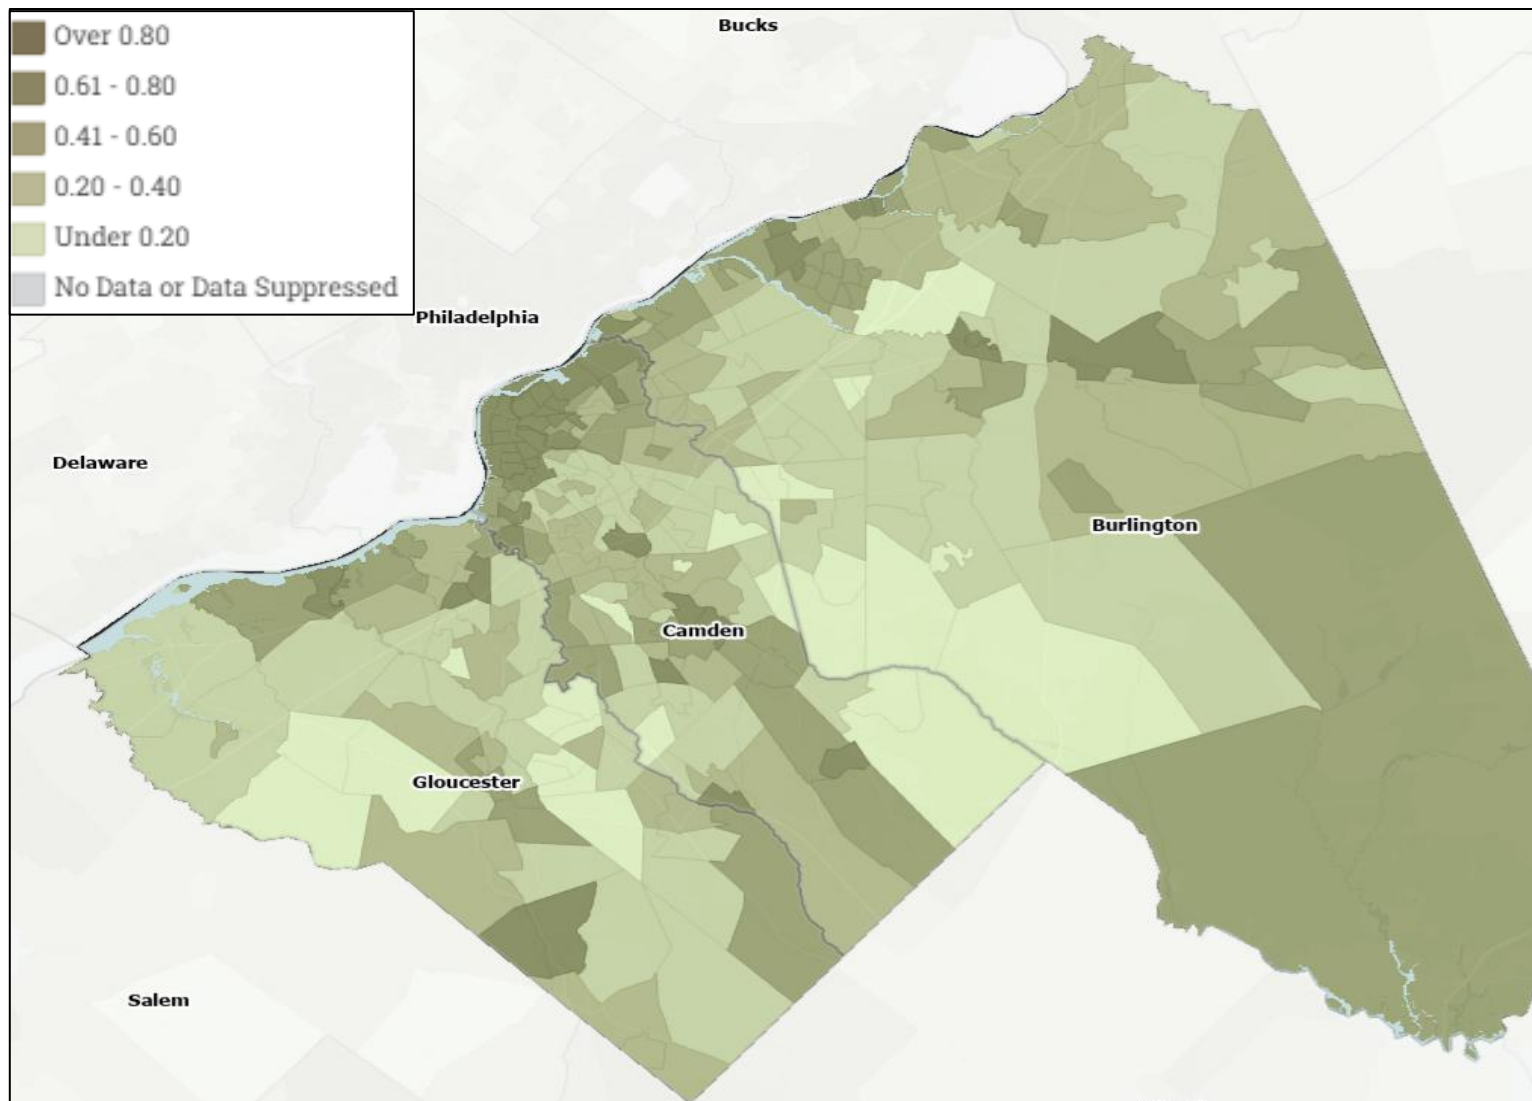 Over 0.80
0.61 - 0.80
0.41 - 0.60
0.20 - 0.40
Under 0.20
No Data or Data Suppressed
Bucks
Philadelphia
Delaware
Burlington
Camden
Gloucester
Salem